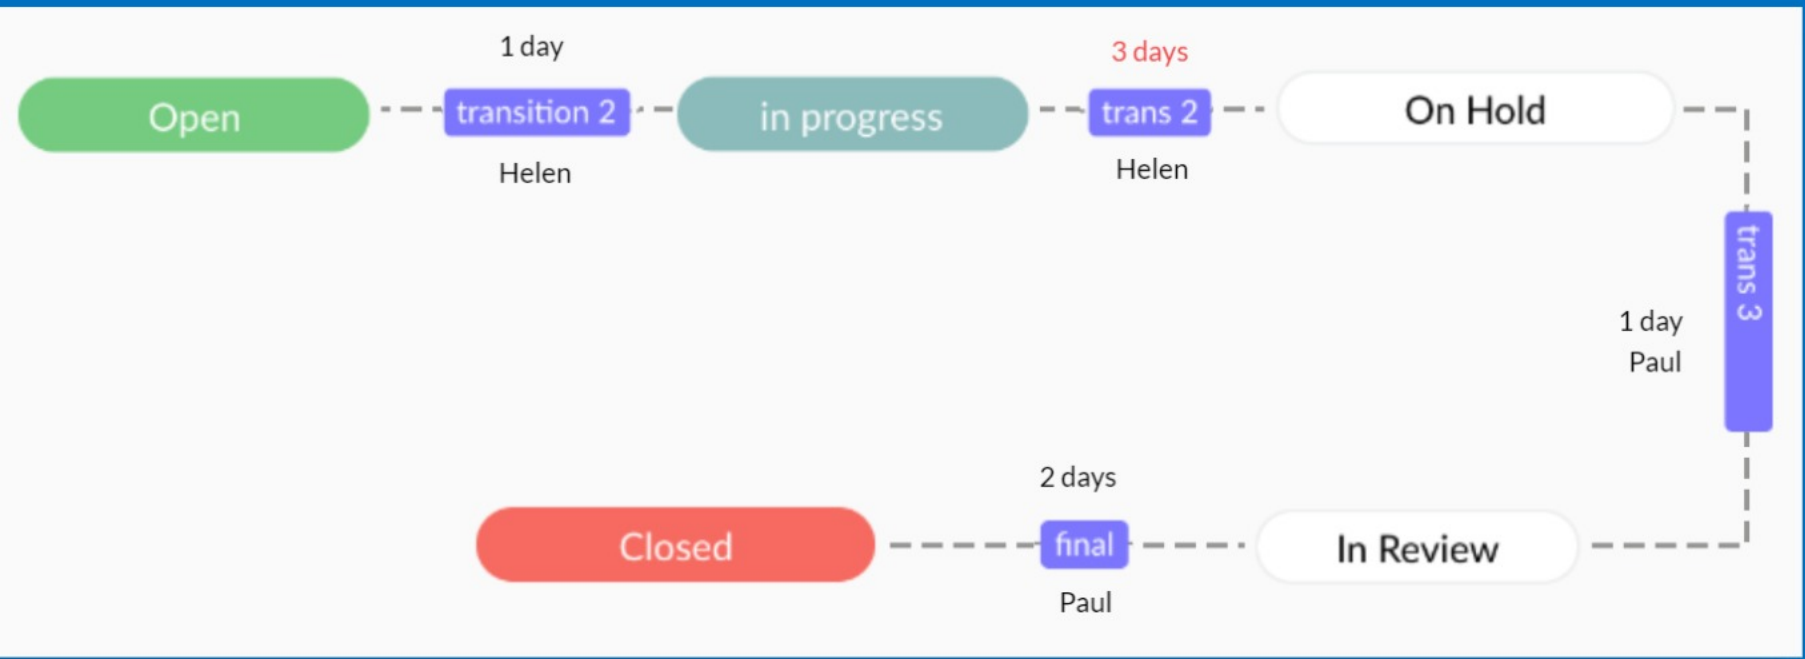 1 day
3 days
Open
transition 2
in progress
trans 2
On Hold
Helen
Helen
trans 3
1 day
Paul
2 days
Closed
final
In Review
Paul